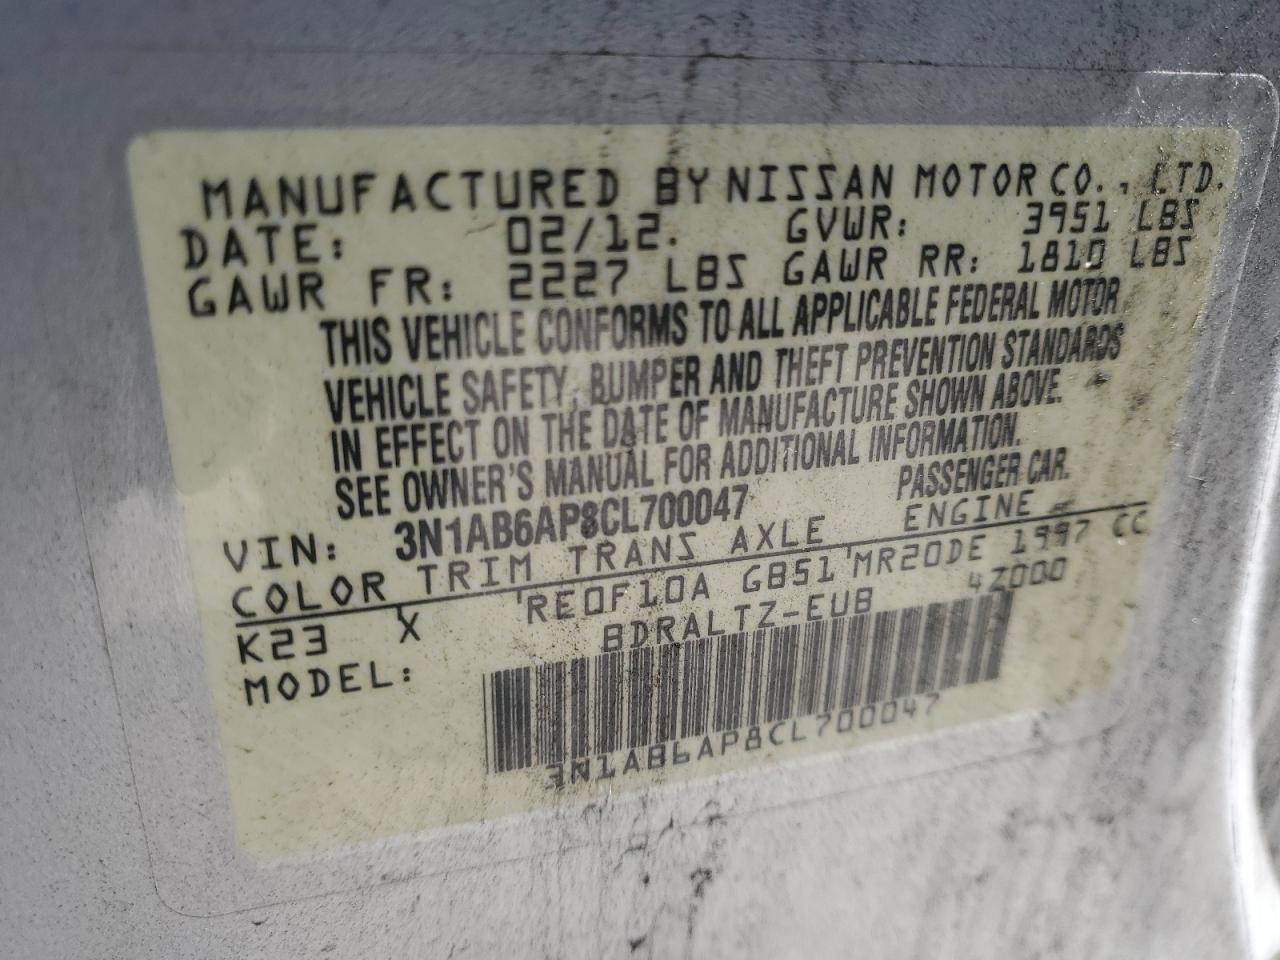 MANUFACTURED BY NISSAN MOTOR CO., LTD.
DATE: 02/12. GVWR: 3951 LBS
GAWR FR: 2227 LBS GAWR RR: 1810 LBS
THIS VEHICLE CONFORMS TO ALL APPLICABLE FEDERAL MOTOR
VEHICLE SAFETY, BUMPER AND THEFT PREVENTION STANDARDS
IN EFFECT ON THE DATE OF MANUFACTURE SHOWN ABOVE.
SEE OWNER'S MANUAL FOR ADDITIONAL INFORMATION.
VIN: 3N1AB6AP8CL700047 PASSENGER CAR.
COLOR TRIM TRANS AXLE ENGINE
K23 X RE0F10A GB51 MR20DE 1997 CC
MODEL: BDRALTZ-EUB 4Z000
3N1AB6AP8CL700047